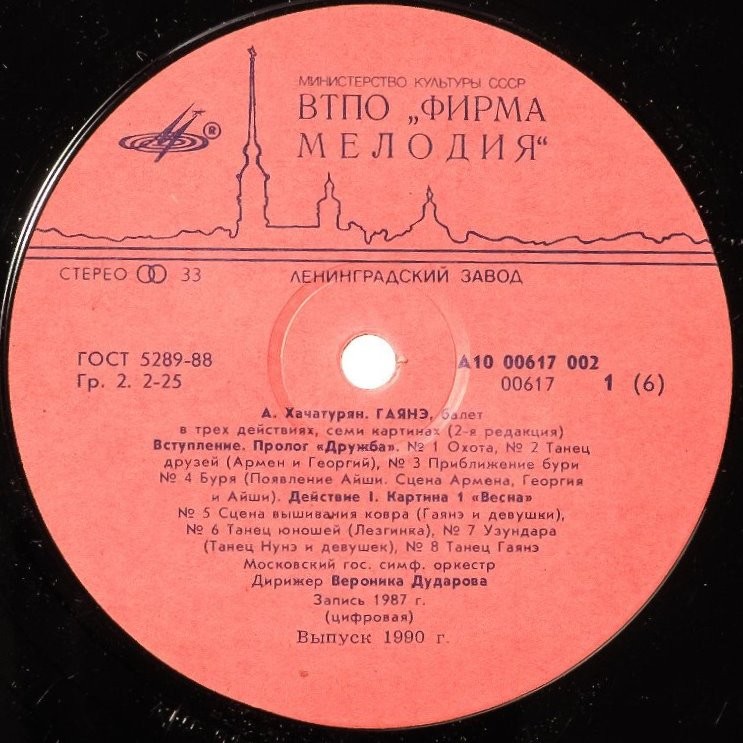 МИНИСТЕРСТВО КУЛЬТУРЫ СССР
ВТПО „ФИРМА
МЕЛОДИЯ“
®
СТЕРЕО 33
ЛЕНИНГРАДСКИЙ ЗАВОД
ГОСТ 5289-88
Гр. 2. 2-25
А10 00617 002
00617 1 (6)
А. Хачатурян. ГАЯНЭ, балет
в трех действиях, семи картинах (2-я редакция)
Вступление. Пролог «Дружба». № 1 Охота, № 2 Танец
друзей (Армен и Георгий), № 3 Приближение бури
№ 4 Буря (Появление Айши. Сцена Армена, Георгия
и Айши). Действие I. Картина 1 «Весна»
№ 5 Сцена вышивания ковра (Гаянэ и девушки),
№ 6 Танец юношей (Лезгинка), № 7 Узундара
(Танец Нунэ и девушек), № 8 Танец Гаянэ
Московский гос. симф. оркестр
Дирижер Вероника Дударова
Запись 1987 г.
(цифровая)
Выпуск 1990 г.